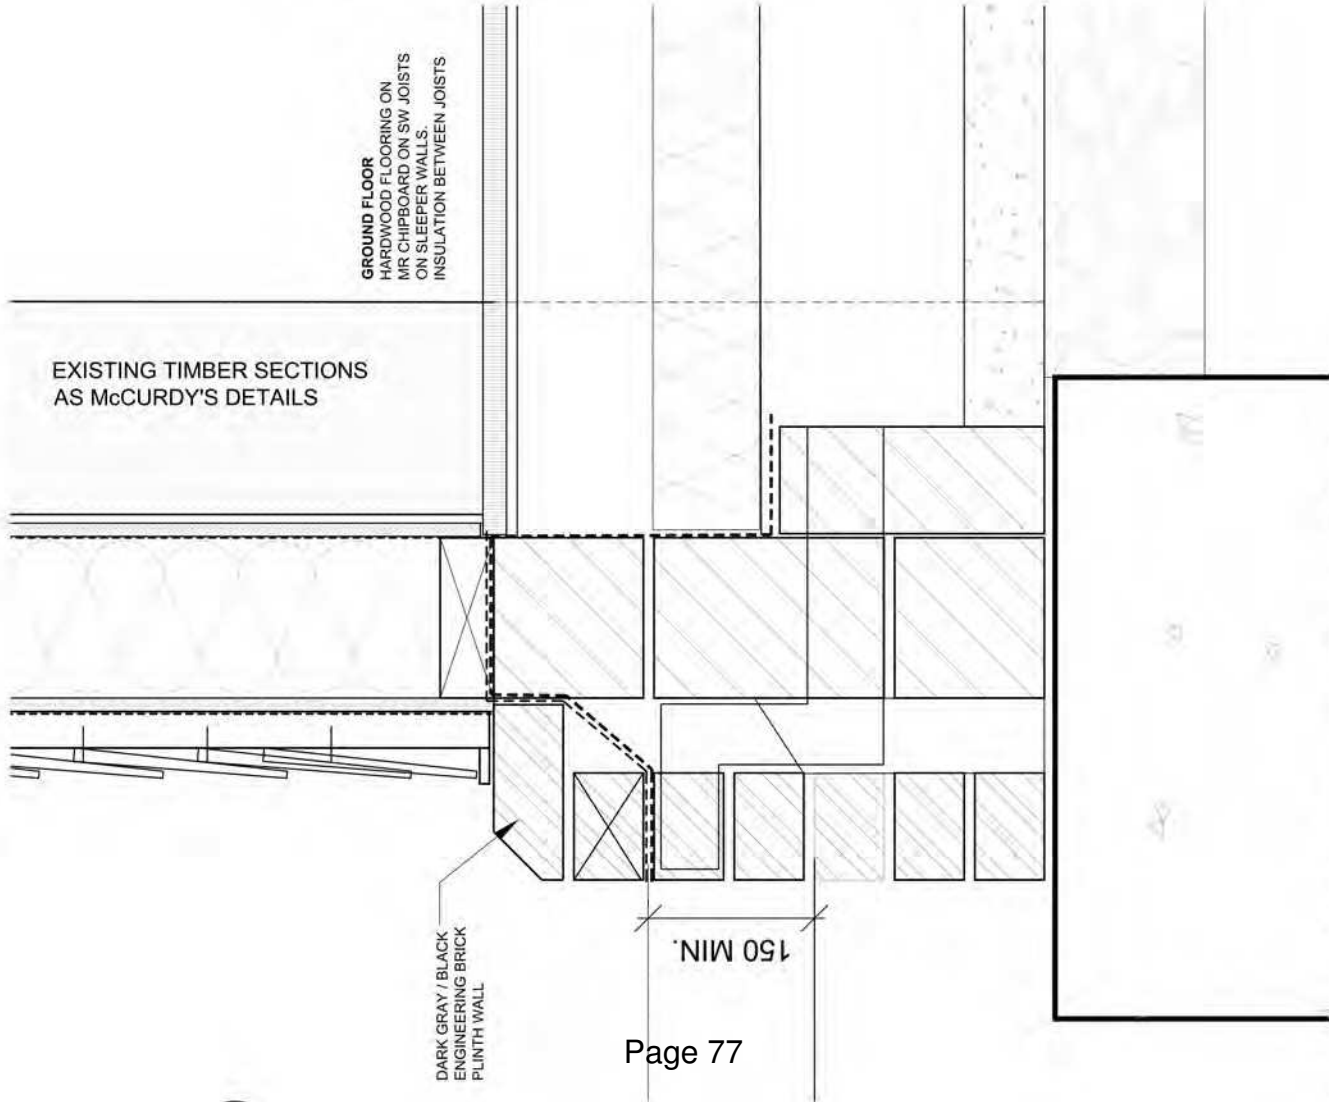 GROUND FLOOR
HARDWOOD FLOORING ON
MR CHIPBOARD ON SW JOISTS
ON SLEEPER WALLS.
INSULATION BETWEEN JOISTS
EXISTING TIMBER SECTIONS
AS McCURDY'S DETAILS
DARK GRAY / BLACK
ENGINEERING BRICK
PLINTH WALL
150 MIN.
Page 77